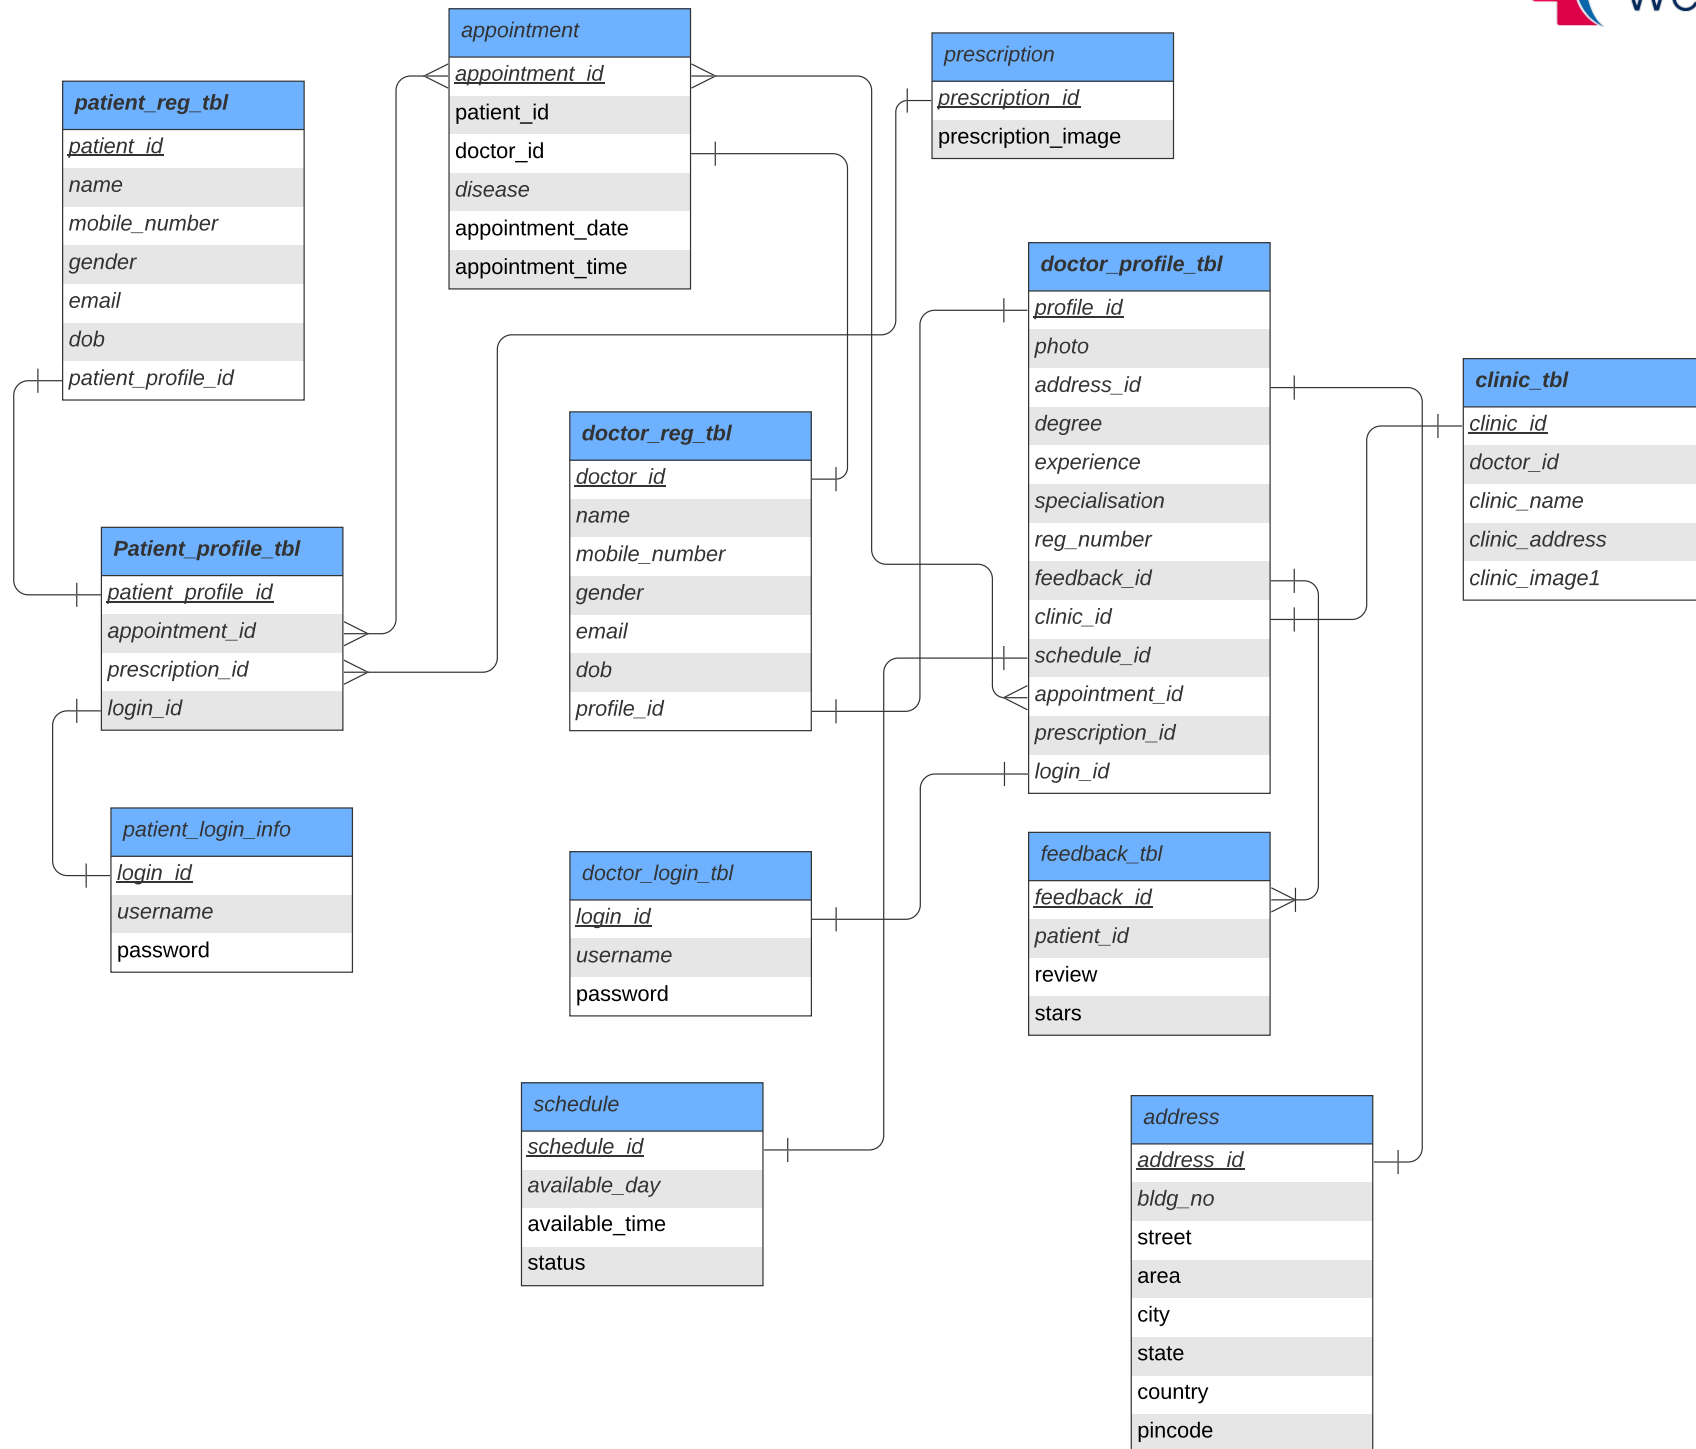 appointment
appointment_id
patient_id
doctor_id
disease
appointment_date
appointment_time
prescription
prescription_id
prescription_image
patient_reg_tbl
patient_id
name
mobile_number
gender
email
dob
patient_profile_id
doctor_profile_tbl
profile_id
photo
address_id
degree
experience
specialisation
reg_number
feedback_id
clinic_id
schedule_id
appointment_id
prescription_id
login_id
clinic_tbl
clinic_id
doctor_id
clinic_name
clinic_address
clinic_image1
doctor_reg_tbl
doctor_id
name
mobile_number
gender
email
dob
profile_id
Patient_profile_tbl
patient_profile_id
appointment_id
prescription_id
login_id
patient_login_info
login_id
username
password
doctor_login_tbl
login_id
username
password
feedback_tbl
feedback_id
patient_id
review
stars
schedule
schedule_id
available_day
available_time
status
address
address_id
bldg_no
street
area
city
state
country
pincode